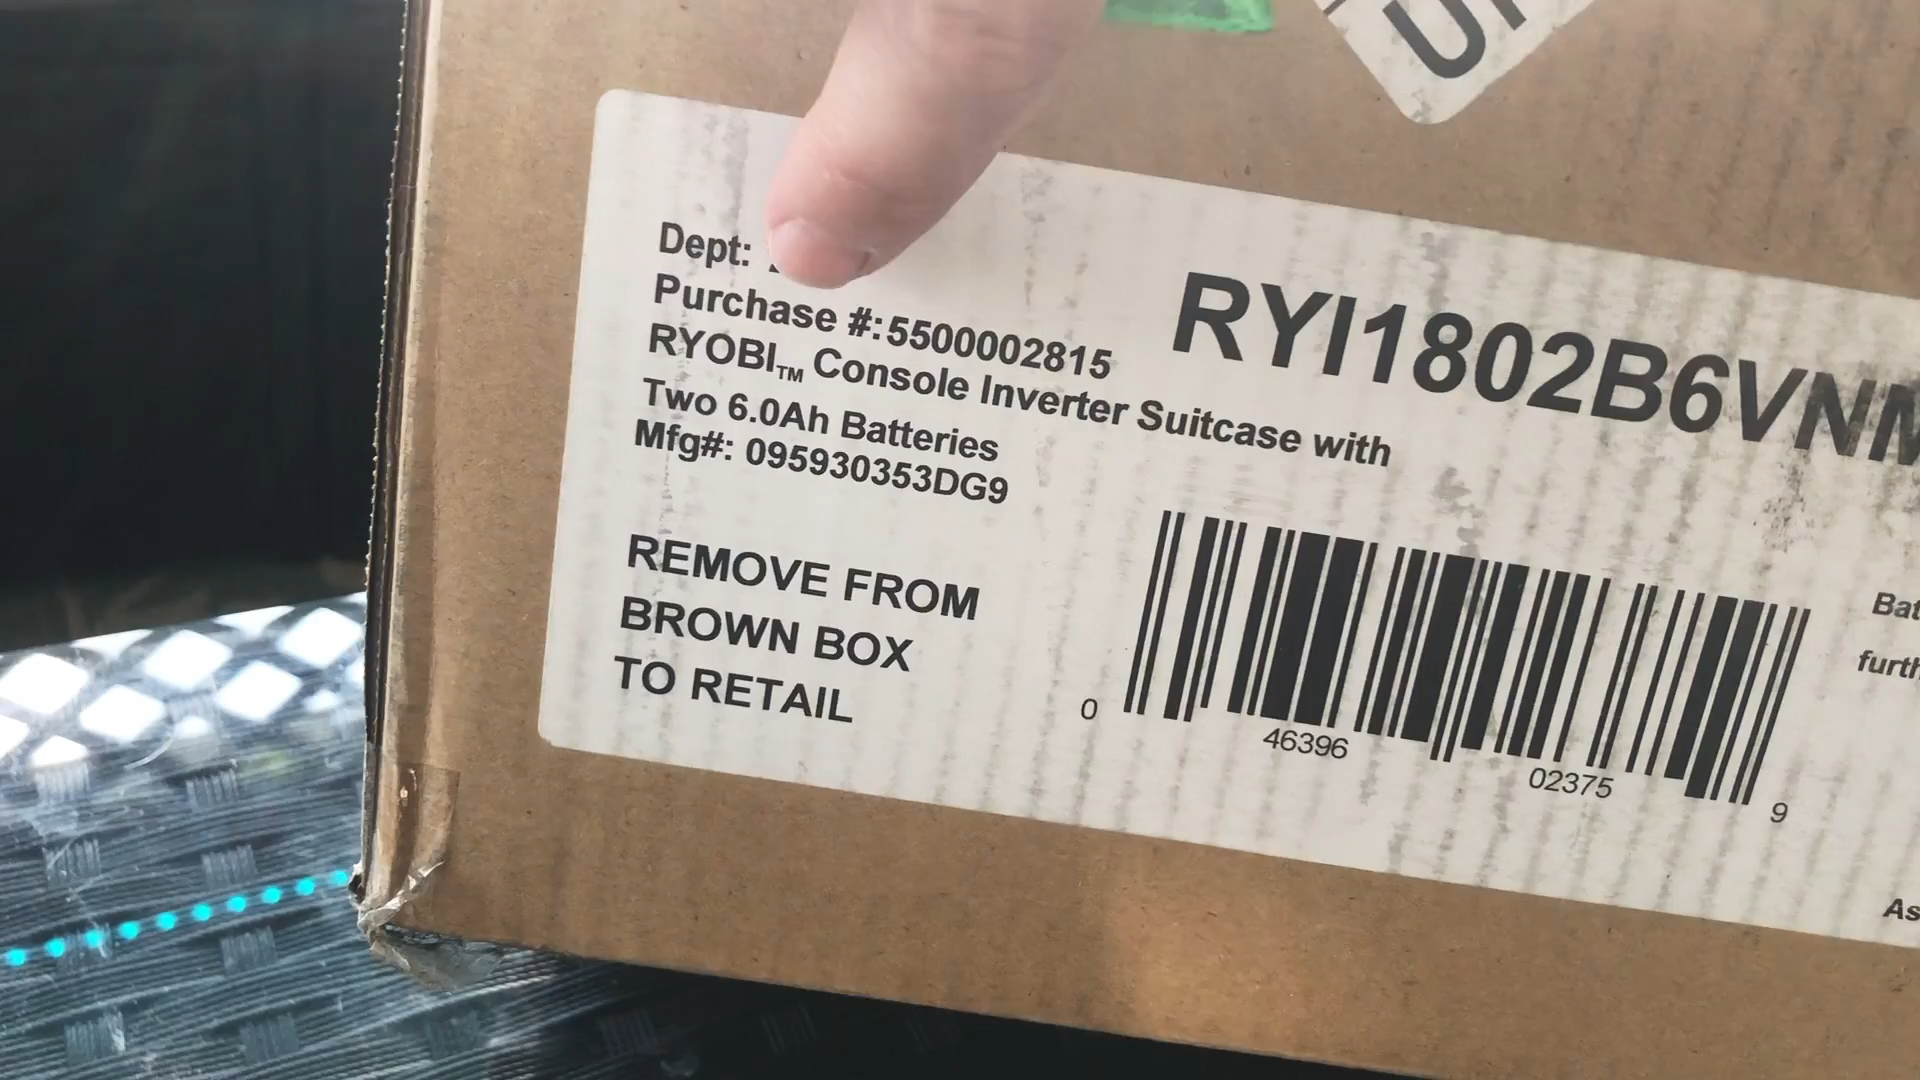 UP
Dept:
Purchase #:5500002815
RYOBI™ Console Inverter Suitcase with
Two 6.0Ah Batteries
Mfg#: 095930353DG9
RYI1802B6VNM
REMOVE FROM
BROWN BOX
TO RETAIL
0 46396 02375 9